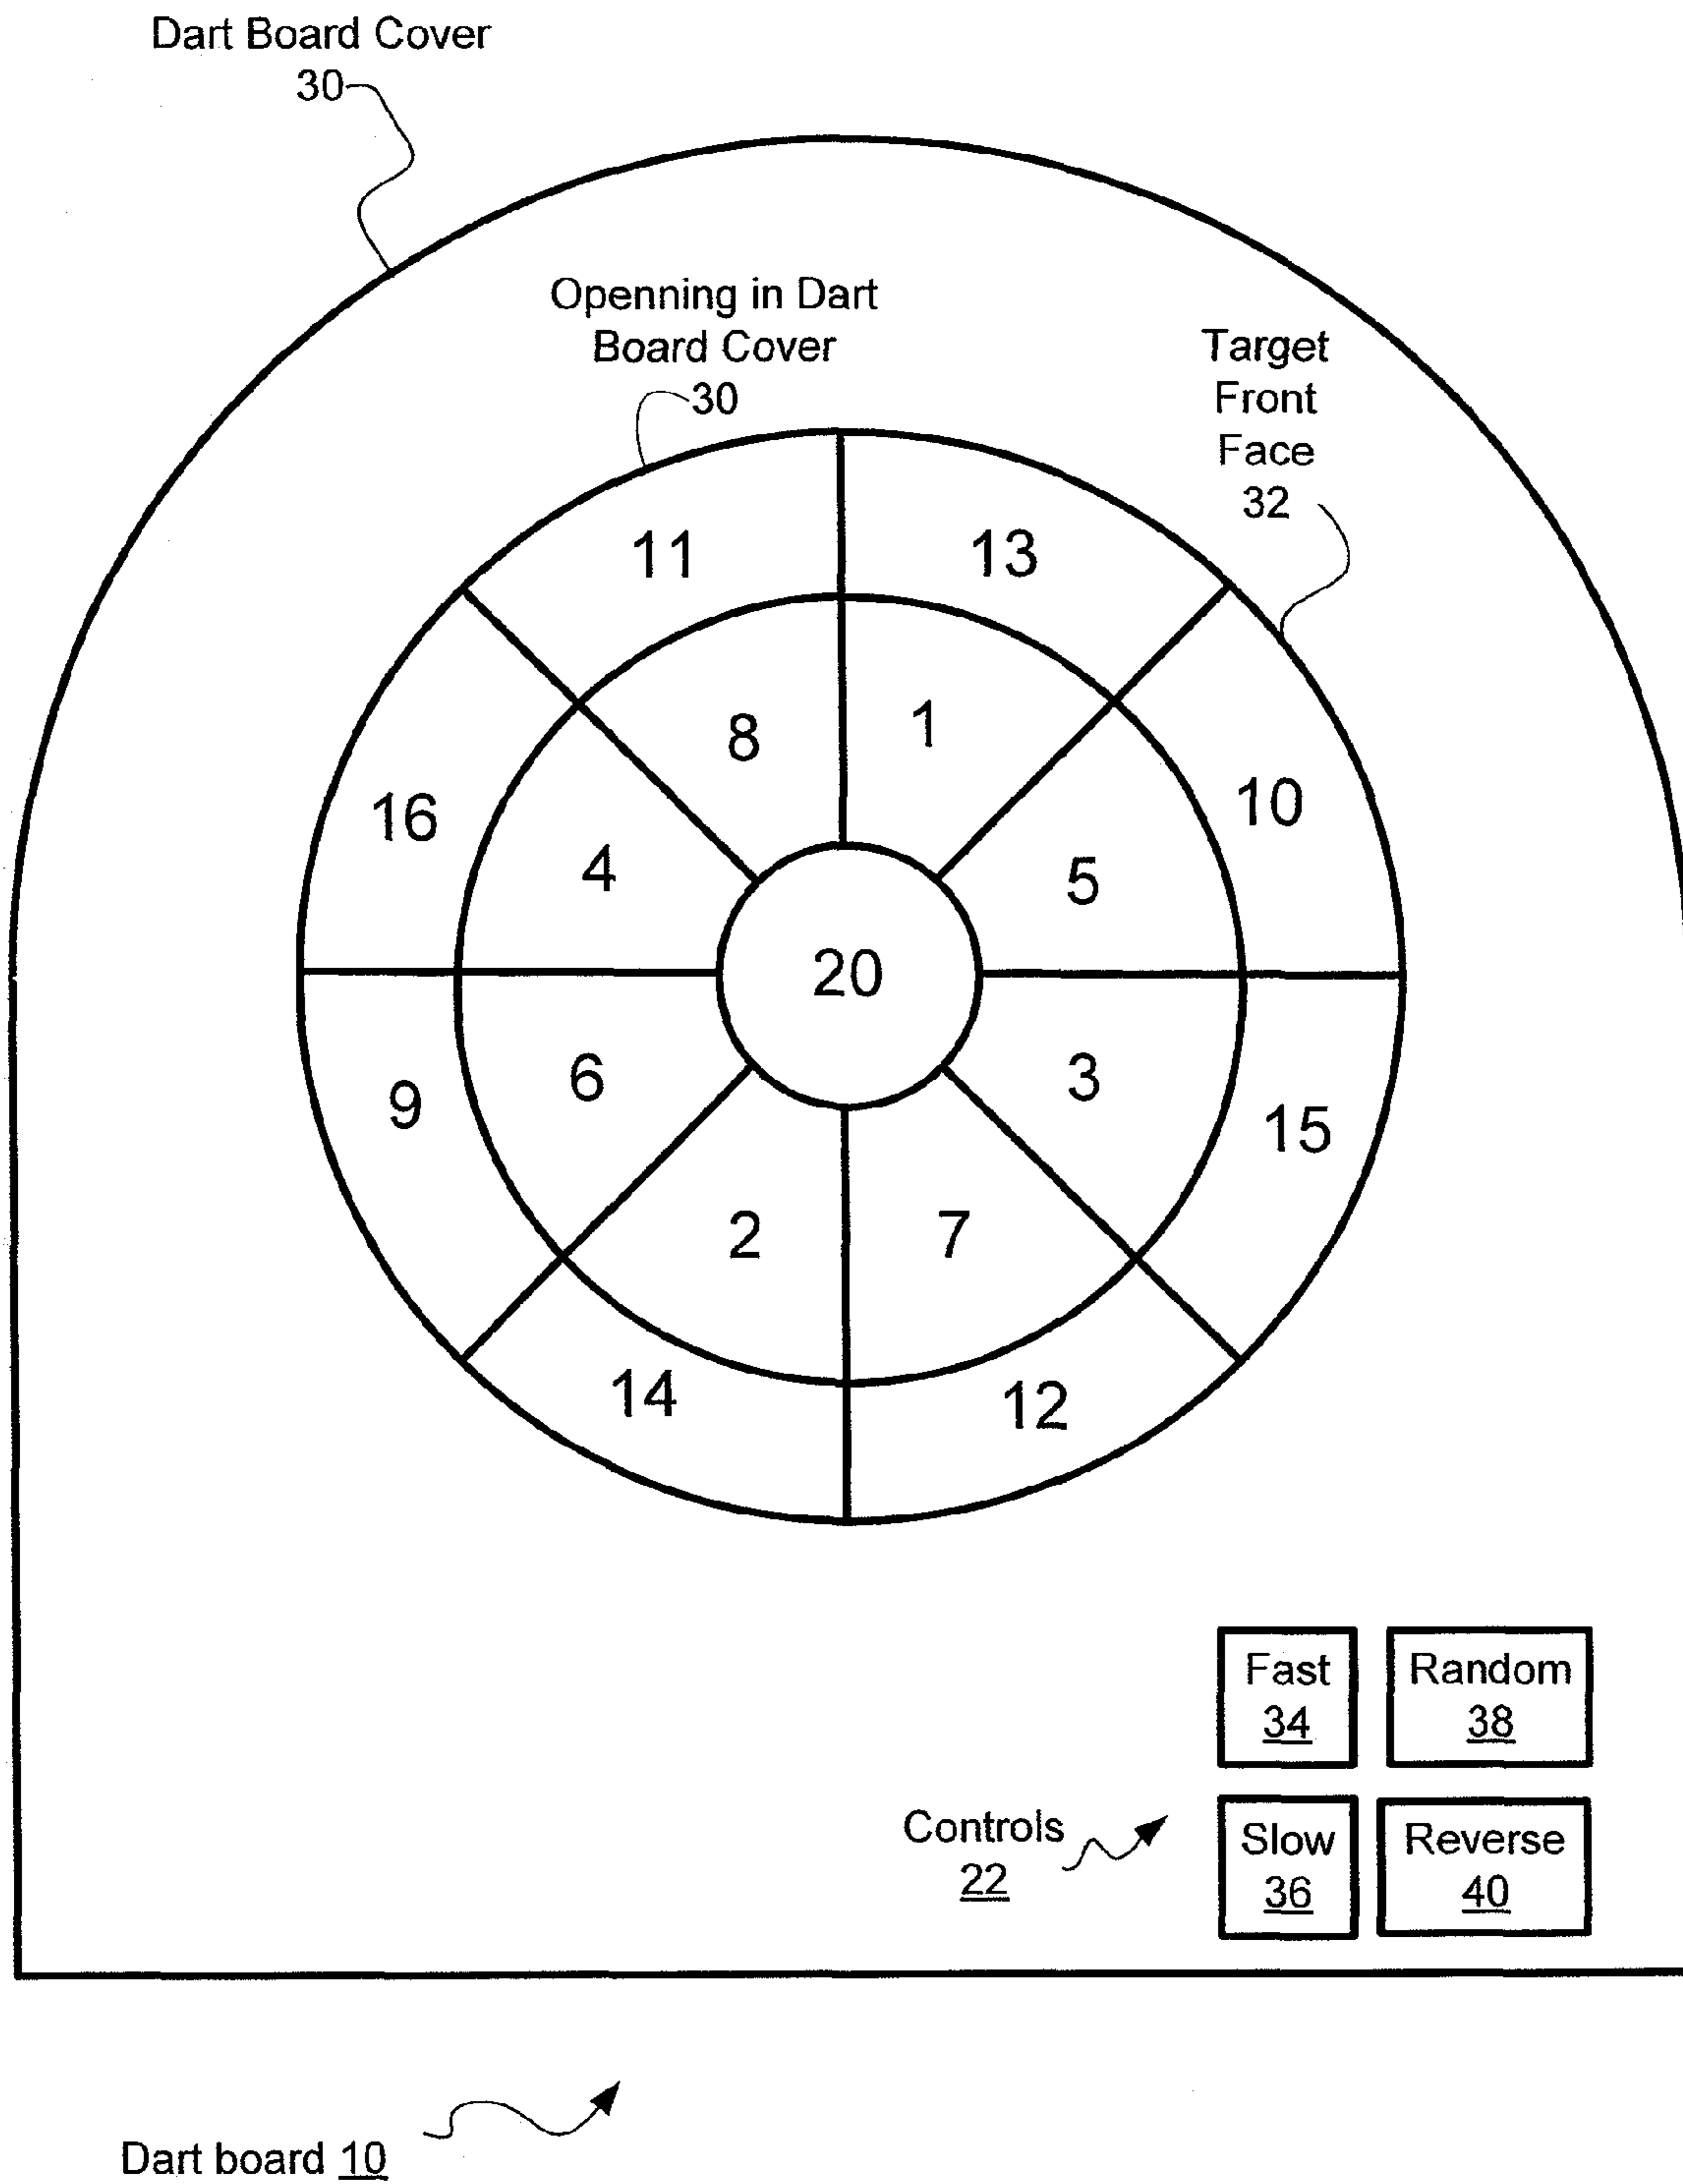 Dart Board Cover
30
Openning in Dart
Board Cover
30
Target
Front
Face
32
11
13
8
1
16
10
4
5
20
6
3
9
15
2
7
14
12
Fast
34
Random
38
Controls
22
Slow
36
Reverse
40
Dart board 10